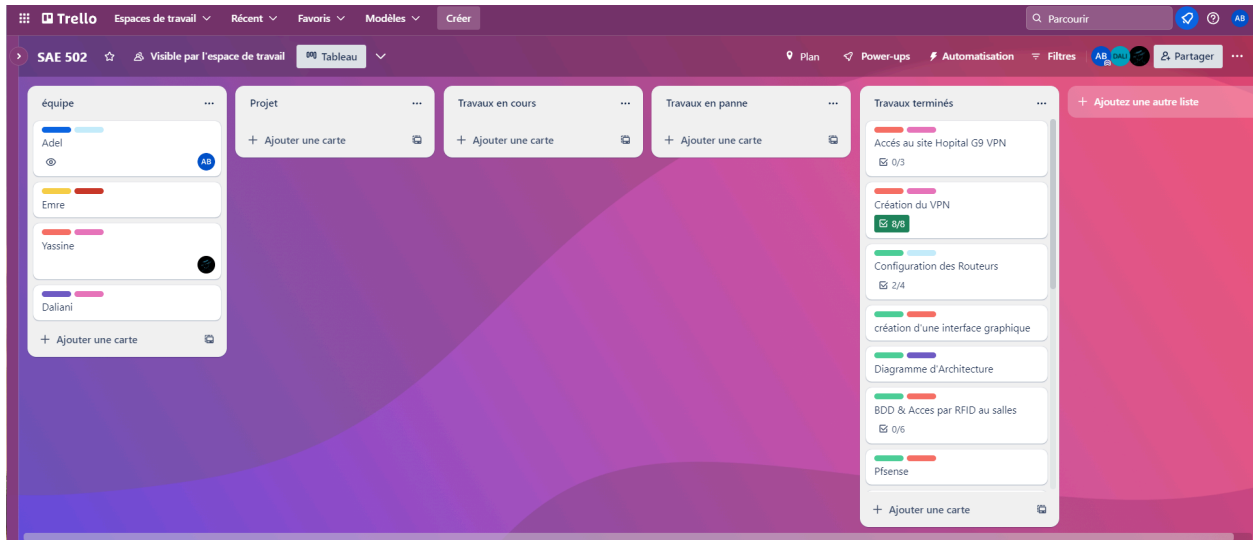 Trello Espaces de travail Récent Favoris Modèles Créer Parcourir AB
SAE 502 Visible par l'espace de travail Tableau Plan Power-ups Automatisation Filtres AB DALI Partager
équipe
Adel
AB
Emre
Yassine
Daliani
+ Ajouter une carte
Projet
+ Ajouter une carte
Travaux en cours
+ Ajouter une carte
Travaux en panne
+ Ajouter une carte
Travaux terminés
Accés au site Hopital G9 VPN
0/3
Création du VPN
8/8
Configuration des Routeurs
2/4
création d'une interface graphique
Diagramme d'Architecture
BDD & Acces par RFID au salles
0/6
Pfsense
+ Ajouter une carte
+ Ajoutez une autre liste